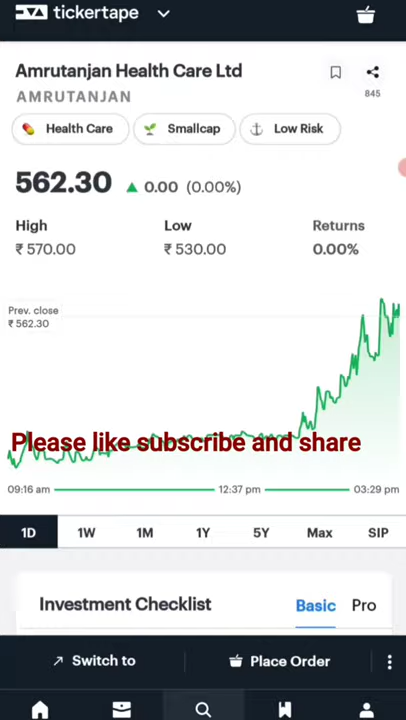 tickertape
Amrutanjan Health Care Ltd
AMRUTANJAN
845
Health Care
Smallcap
Low Risk
562.30
0.00 (0.00%)
High
Low
Returns
₹ 570.00
₹ 530.00
0.00%
Prev. close
₹ 562.30
Please like subscribe and share
09:16 am
12:37 pm
03:29 pm
1D
1W
1M
1Y
5Y
Max
SIP
Investment Checklist
Basic
Pro
Switch to
Place Order